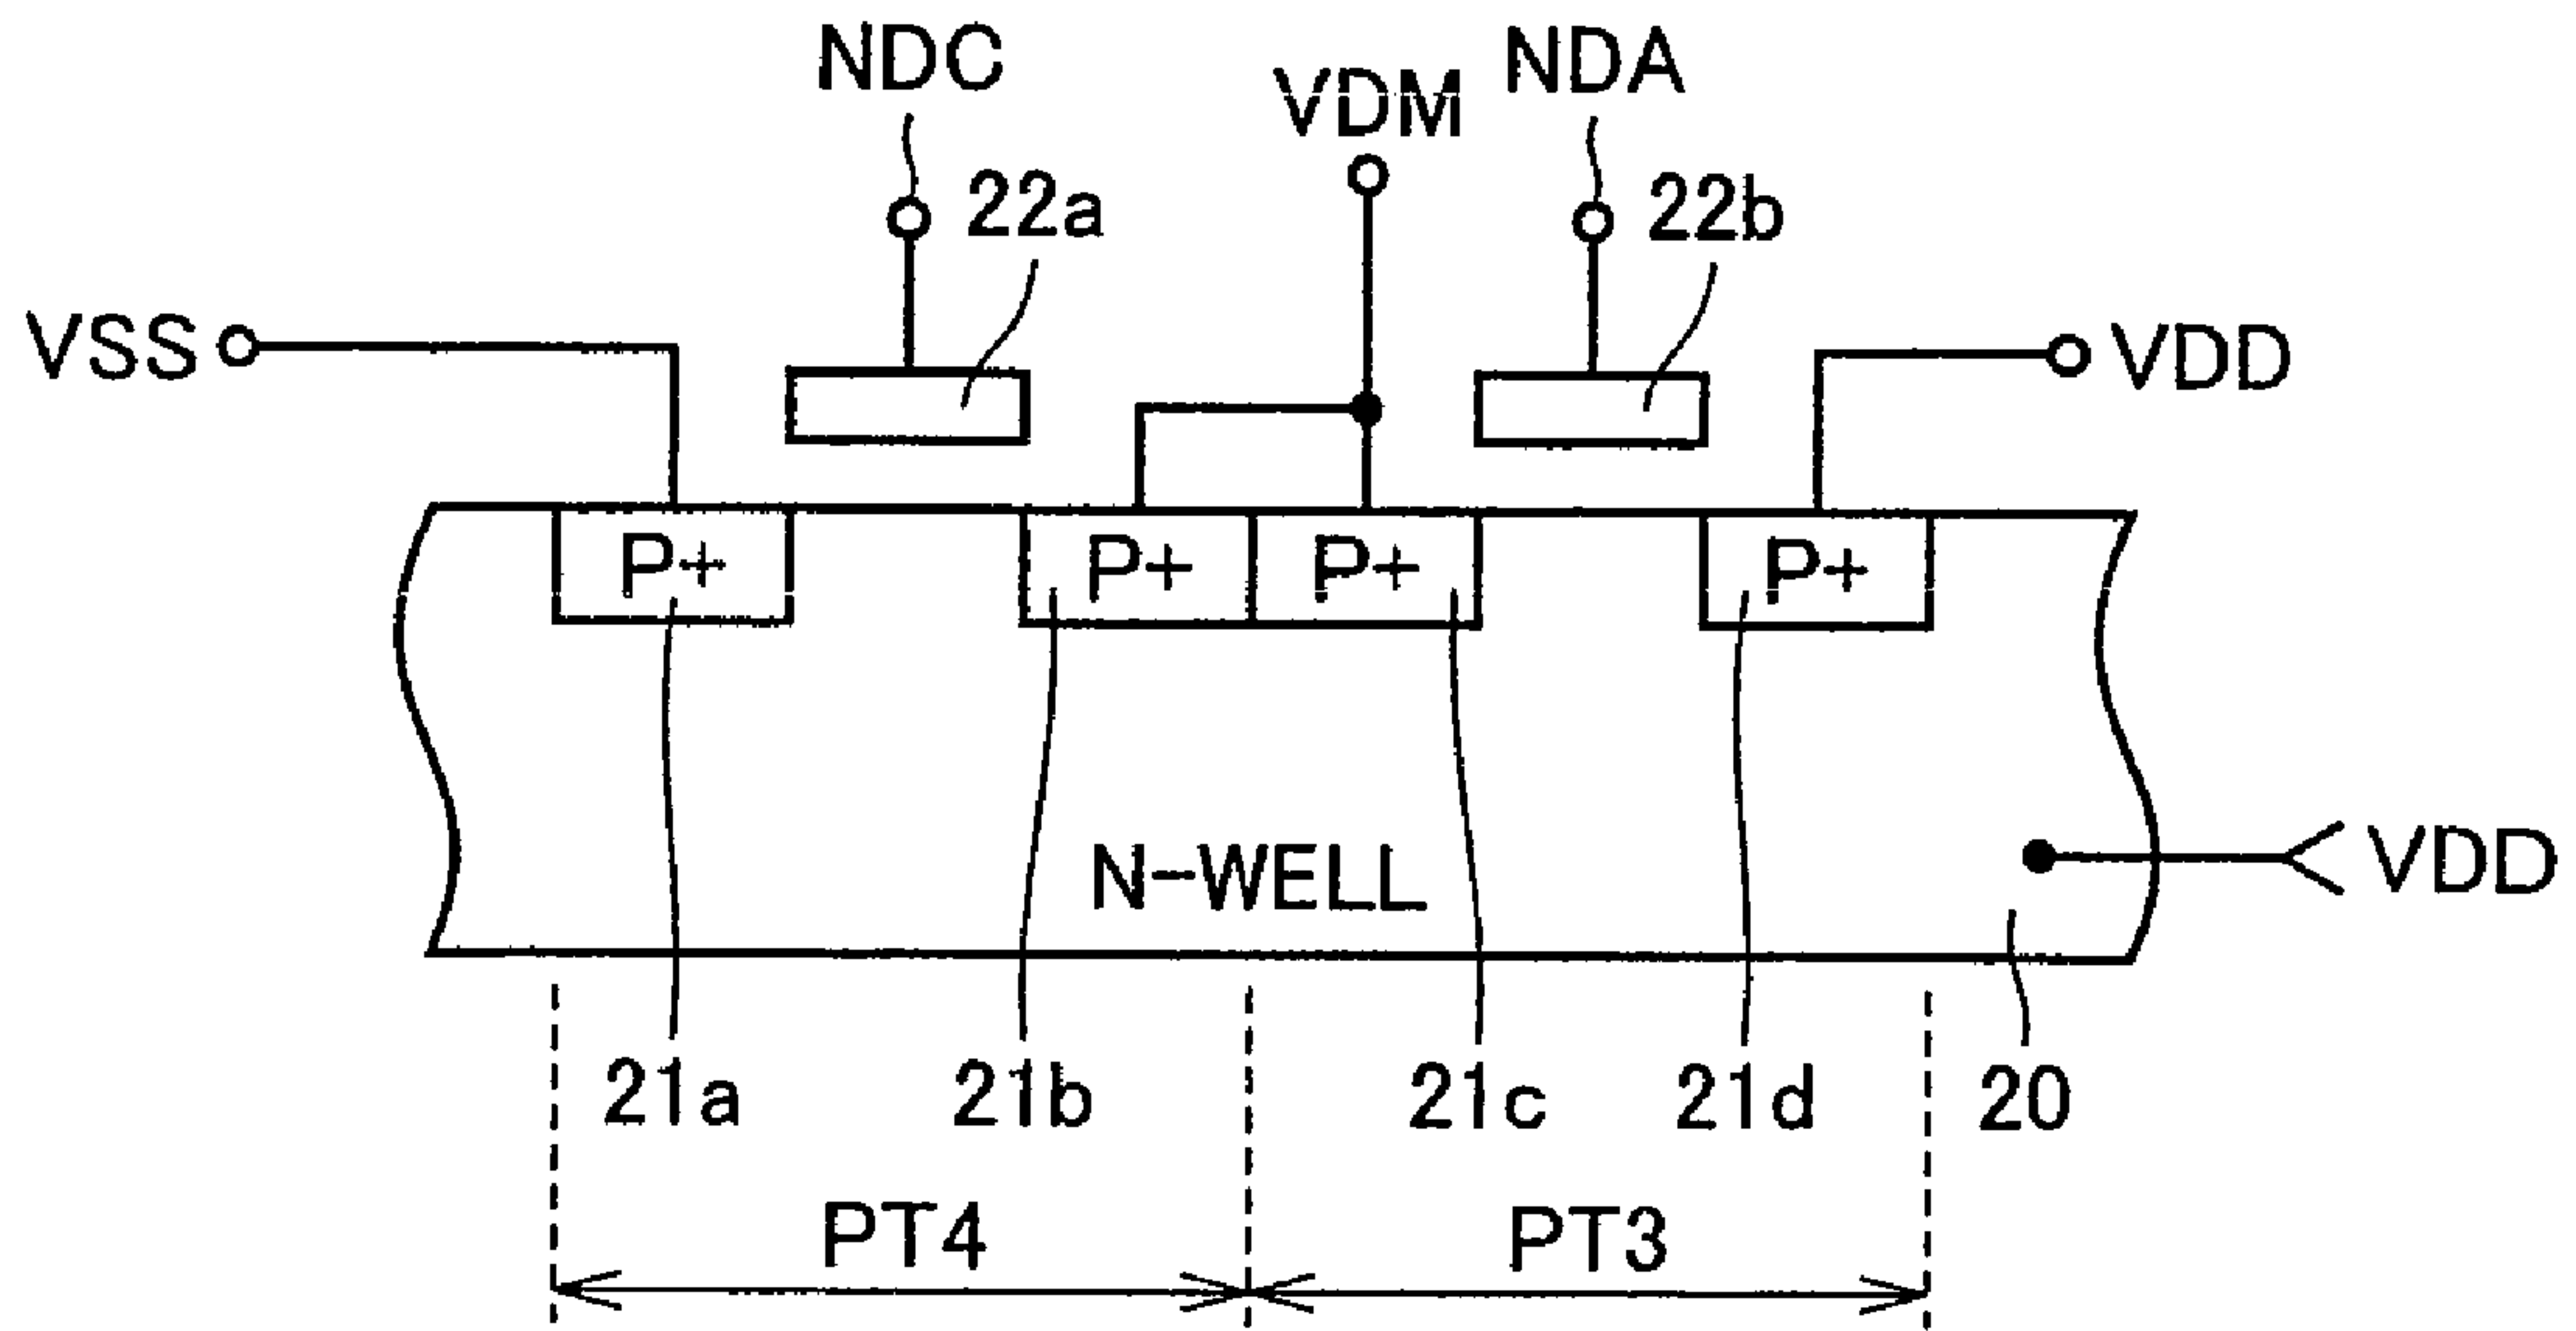 NDC
VDM
NDA
22a
22b
VSS
VDD
P+
P+
P+
P+
N-WELL
VDD
21a
21b
21c
21d
20
PT4
PT3